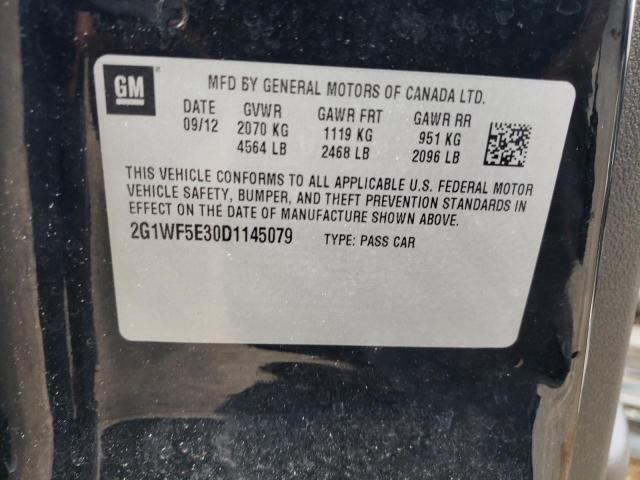 GM
MFD BY GENERAL MOTORS OF CANADA LTD.
DATE GVWR GAWR FRT GAWR RR
09/12 2070 KG 1119 KG 951 KG
4564 LB 2468 LB 2096 LB
THIS VEHICLE CONFORMS TO ALL APPLICABLE U.S. FEDERAL MOTOR
VEHICLE SAFETY, BUMPER, AND THEFT PREVENTION STANDARDS IN
EFFECT ON THE DATE OF MANUFACTURE SHOWN ABOVE.
2G1WF5E30D1145079 TYPE: PASS CAR